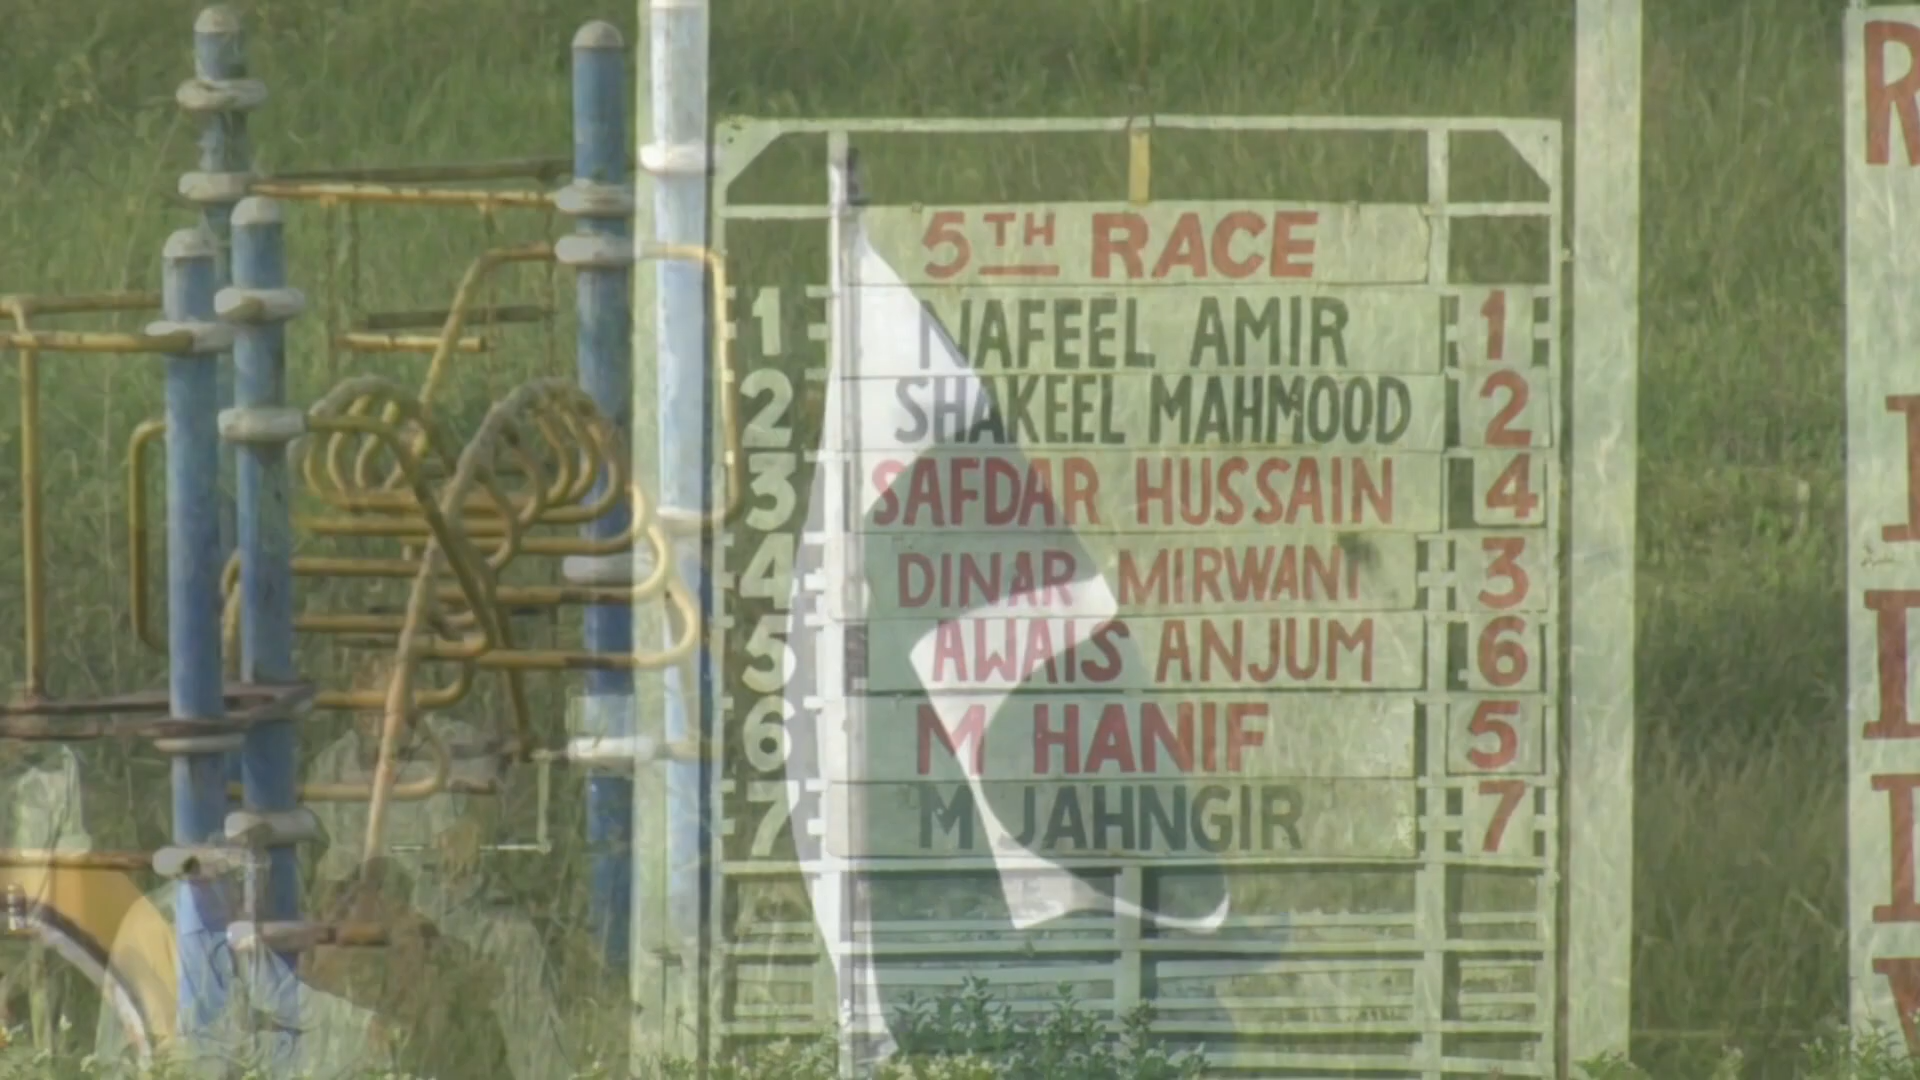 5TH RACE
1 NAFEEL AMIR 1
2 SHAKEEL MAHMOOD 2
3 SAFDAR HUSSAIN 4
4 DINAR MIRWANI 3
5 AWAIS ANJUM 6
6 M HANIF 5
7 M JAHNGIR 7
R
I
D
I